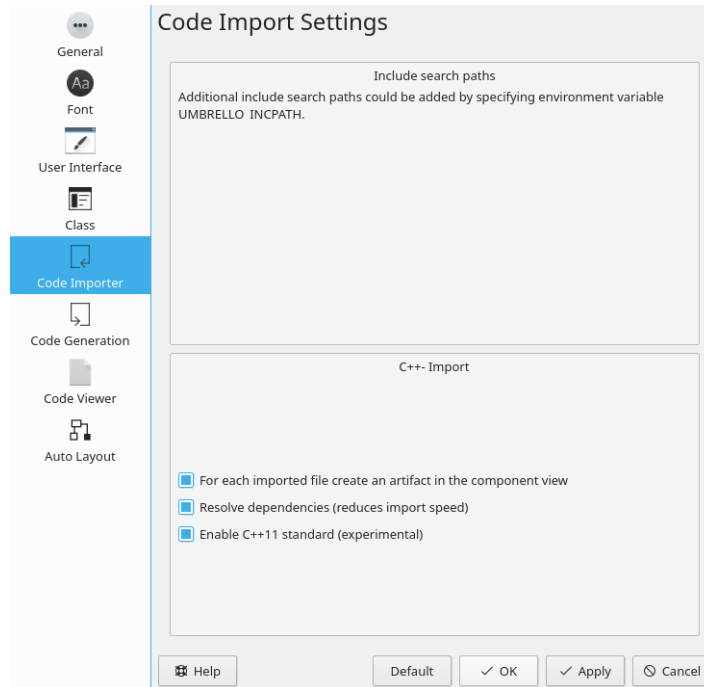 Code Import Settings
General
Aa
Font
User Interface
Class
Code Importer
Code Generation
Code Viewer
Auto Layout
Include search paths
Additional include search paths could be added by specifying environment variable
UMBRELLO INCPATH.
C++- Import
For each imported file create an artifact in the component view
Resolve dependencies (reduces import speed)
Enable C++11 standard (experimental)
Help
Default
OK
Apply
Cancel